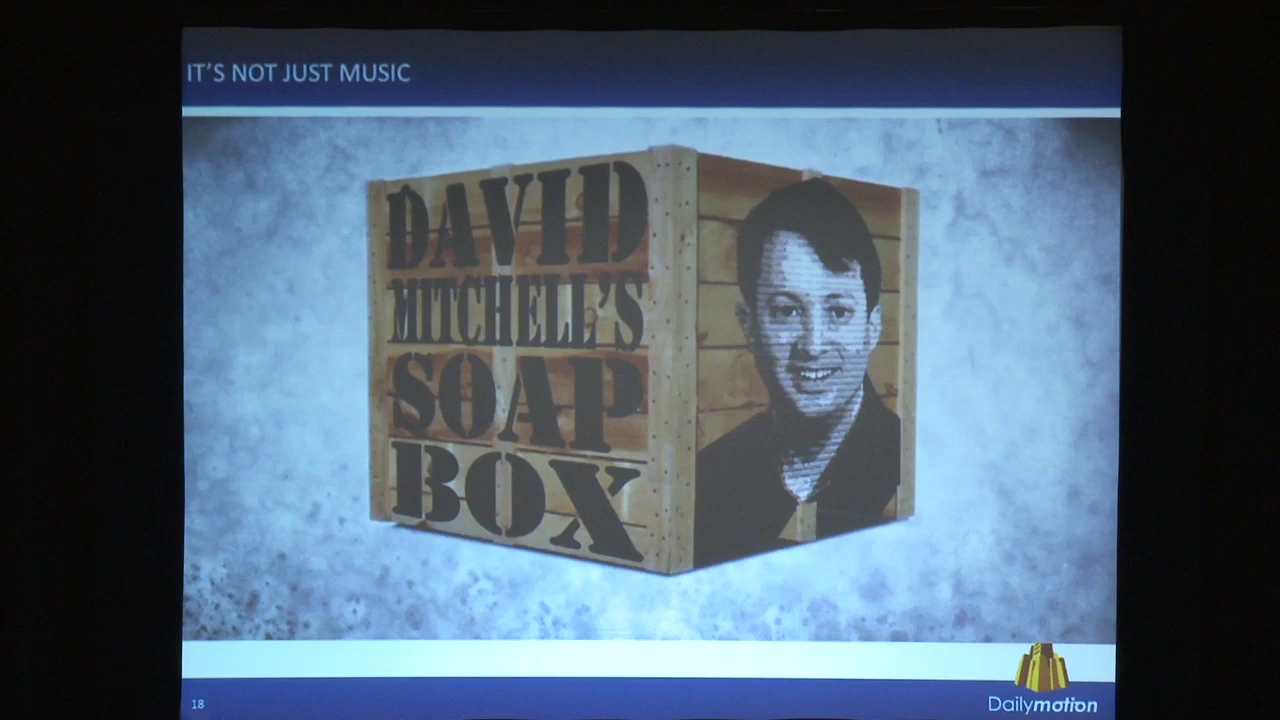 IT'S NOT JUST MUSIC
DAVID
MITCHELL'S
SOAP
BOX
18
Dailymotion